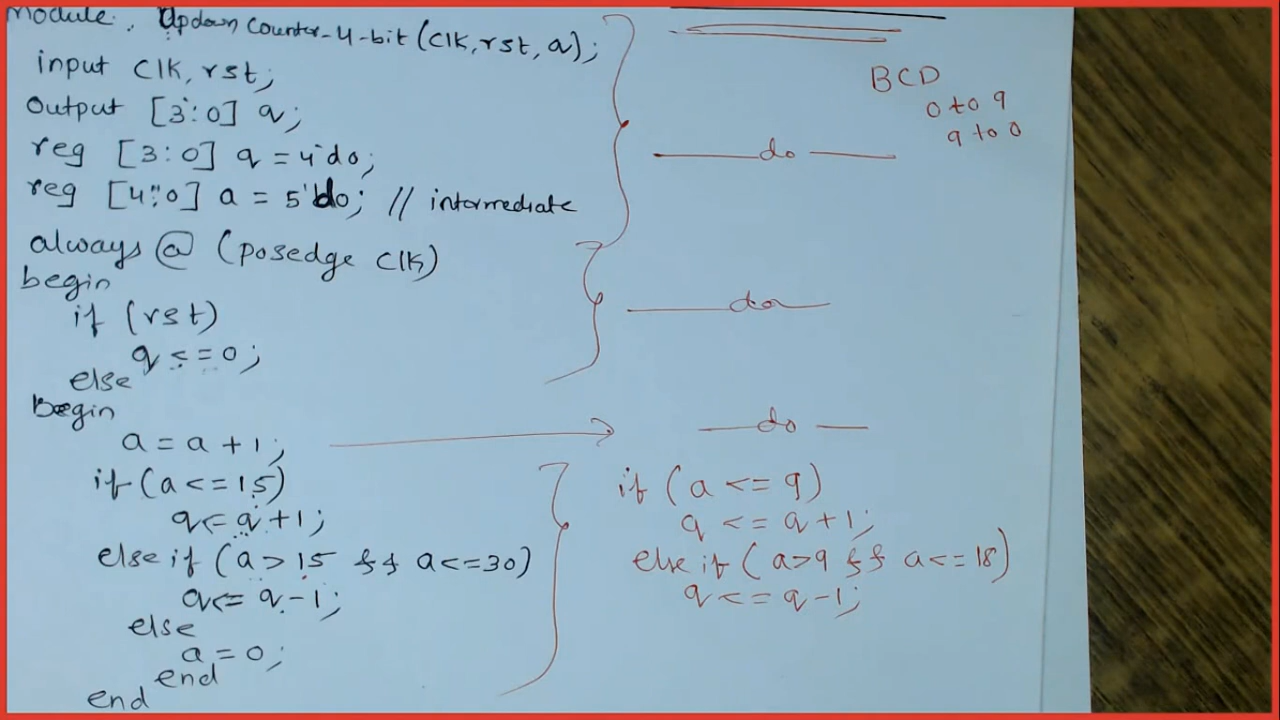 module. Updown Counter-4-bit (Clk, rst, q);
input Clk, rst;
Output [3:0] q;
reg [3:0] q = 4'd0;
reg [4:0] a = 5'd0; // intermediate
always @ (posedge Clk)
begin
if (rst)
q <= 0;
else
Begin
a = a + 1;
if (a <= 15)
q <= q + 1;
else if (a > 15 && a <= 30)
q <= q - 1;
else
a = 0;
end
end
BCD
0 to 9
9 to 0
do
do
do
if (a <= 9)
q <= q + 1;
else if (a > 9 && a <= 18)
q <= q - 1;